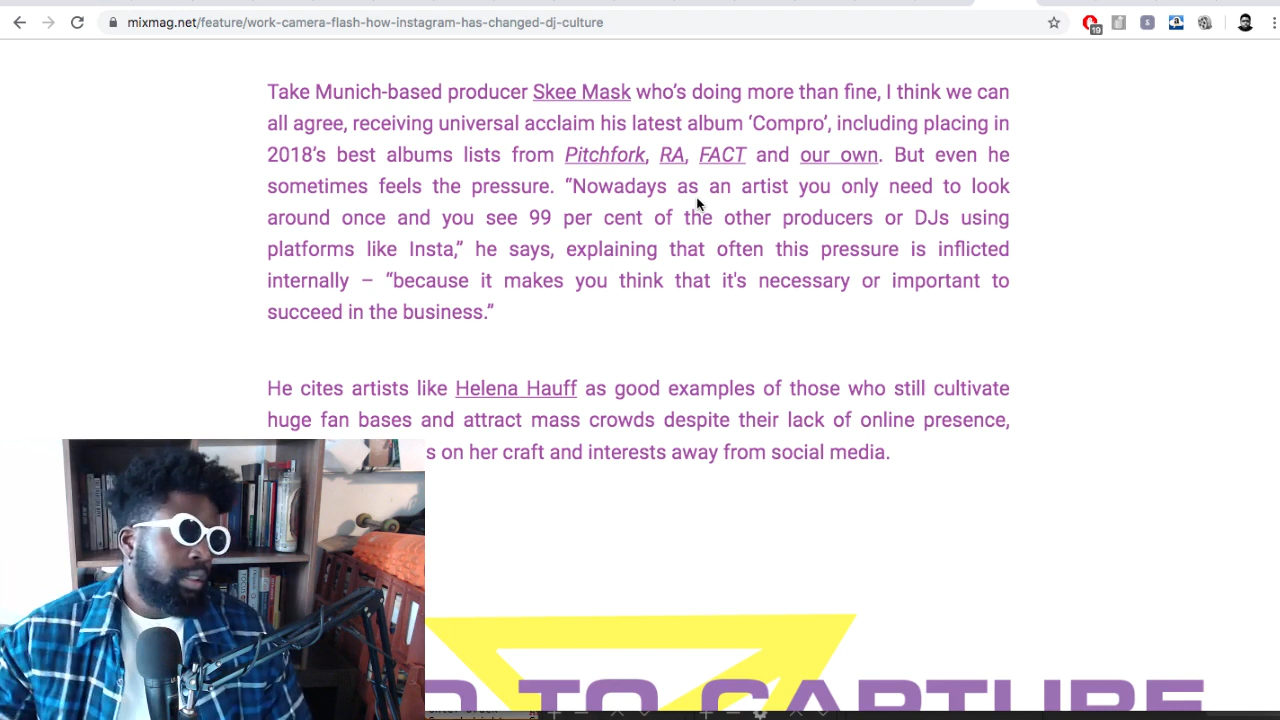 mixmag.net/feature/work-camera-flash-how-instagram-has-changed-dj-culture
19
Take Munich-based producer Skee Mask who's doing more than fine, I think we can
all agree, receiving universal acclaim his latest album ‘Compro’, including placing in
2018's best albums lists from Pitchfork, RA, FACT and our own. But even he
sometimes feels the pressure. “Nowadays as an artist you only need to look
around once and you see 99 per cent of the other producers or DJs using
platforms like Insta,” he says, explaining that often this pressure is inflicted
internally – “because it makes you think that it's necessary or important to
succeed in the business.”
He cites artists like Helena Hauff as good examples of those who still cultivate
huge fan bases and attract mass crowds despite their lack of online presence,
s on her craft and interests away from social media.
TO CAPTURE